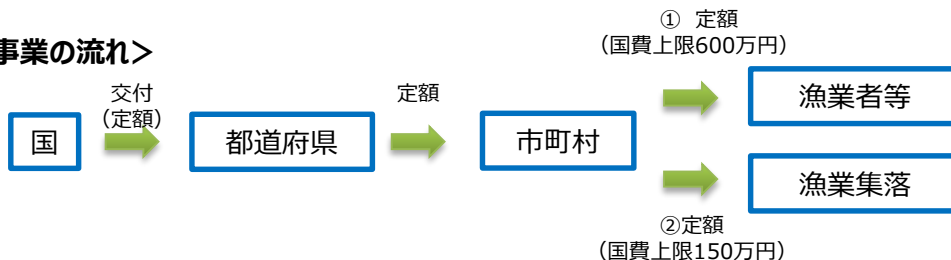 事業の流れ＞
① 定額
（国費上限600万円）
交付
（定額）
定額
国
都道府県
市町村
漁業者等
漁業集落
②定額
（国費上限150万円）